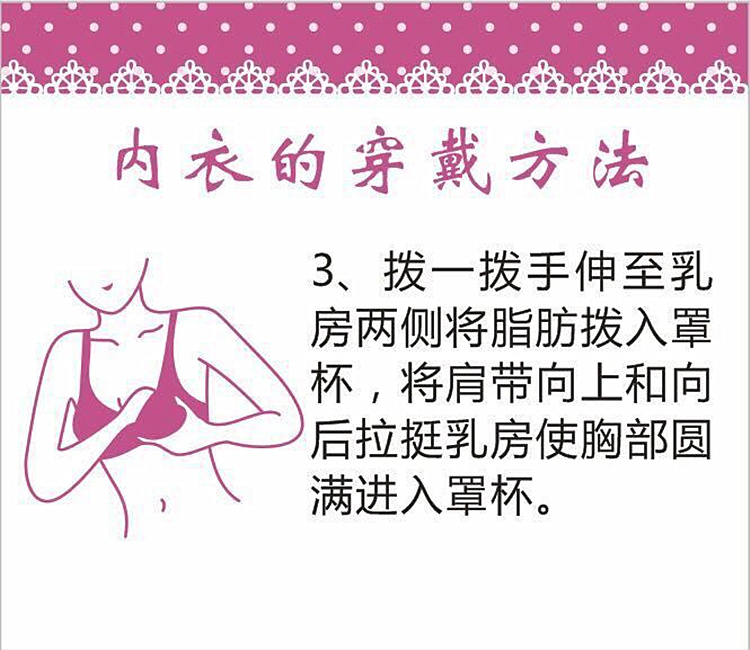 内衣的穿戴方法
3、拨一拨手伸至乳
房两侧将脂肪拨入罩
杯，将肩带向上和向
后拉挺乳房使胸部圆
满进入罩杯。